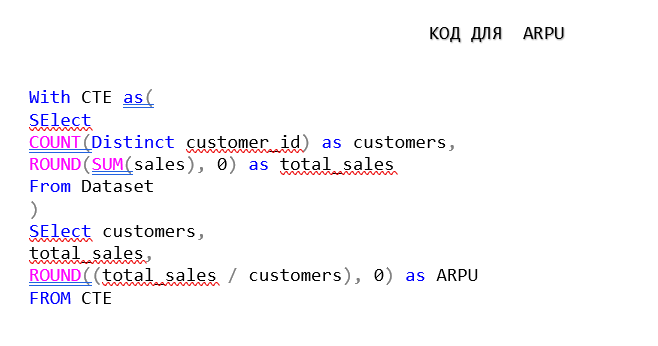 КОД ДЛЯ  ARPU
With CTE as(
SElect
COUNT(Distinct customer_id) as customers,
ROUND(SUM(sales), 0) as total_sales
From Dataset
)
SElect customers,
total_sales,
ROUND((total_sales / customers), 0) as ARPU
FROM CTE